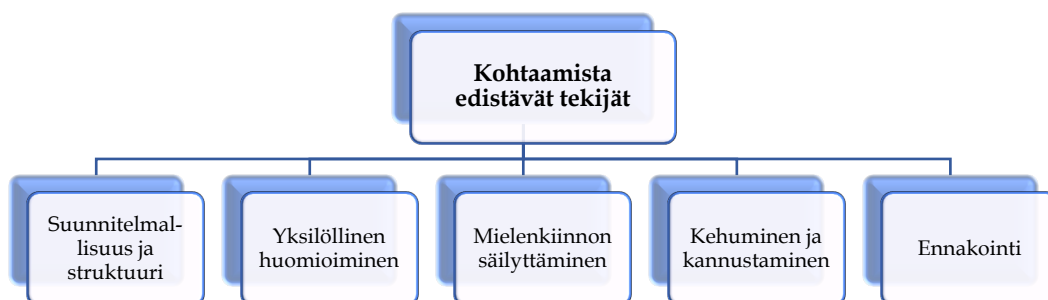 Kohtaamista
edistävät tekijät
Suunnitelmal-
lisuus ja
struktuuri
Yksilöllinen
huomioiminen
Mielenkiinnon
säilyttäminen
Kehuminen ja
kannustaminen
Ennakointi